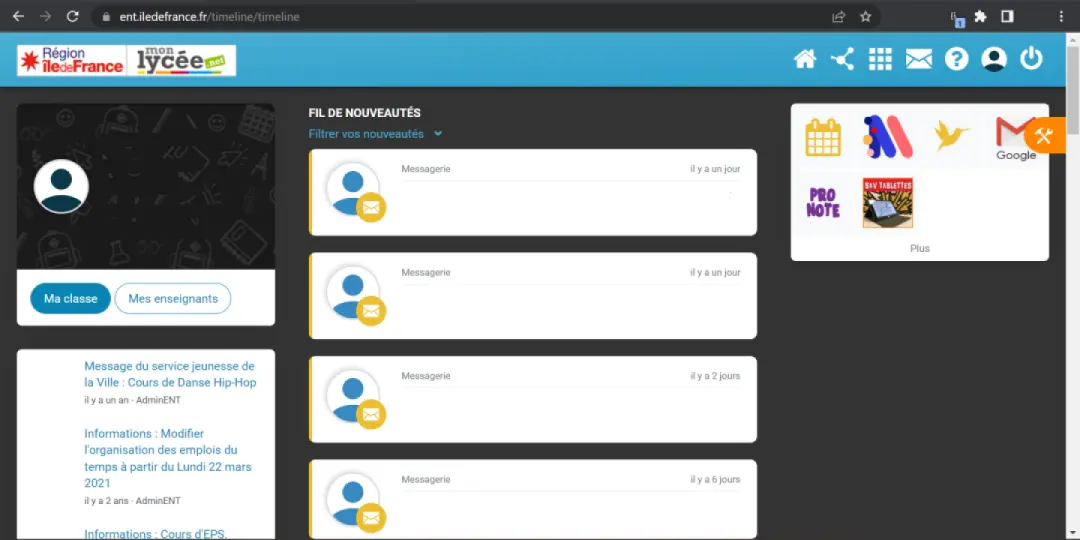 ent.iledefrance.fr/timeline/timeline
1
Région
îledeFrance
mon
lycée.net
?
FIL DE NOUVEAUTÉS
Filtrer vos nouveautés
Messagerie
il y a un jour
Messagerie
il y a un jour
Messagerie
il y a 2 jours
Messagerie
il y a 6 jours
Ma classe
Mes enseignants
Message du service jeunesse de
la Ville : Cours de Danse Hip-Hop
il y a un an - AdminENT
Informations : Modifier
l'organisation des emplois du
temps à partir du Lundi 22 mars
2021
il y a 2 ans - AdminENT
Informations : Cours d'EPS,
Google
PRO
NOTE
SAV TABLETTES
Plus